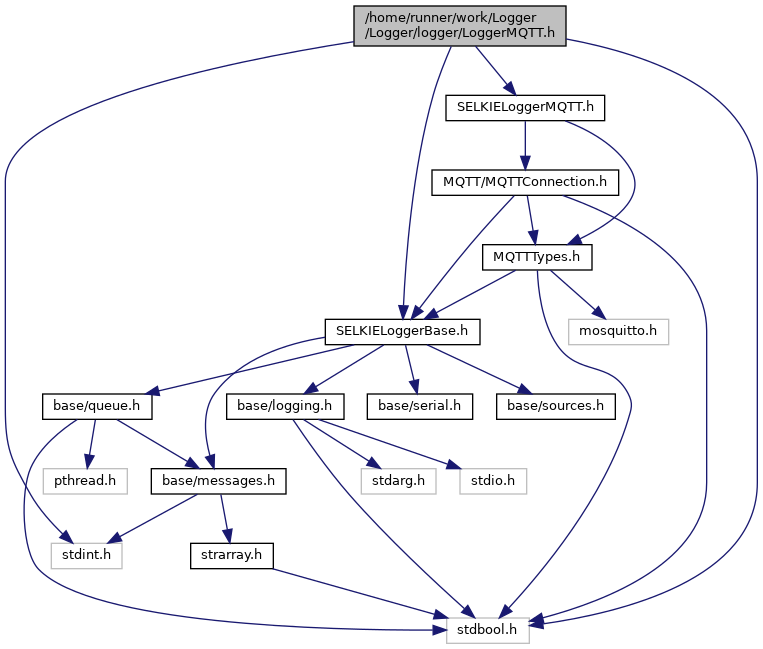 /home/runner/work/Logger
/Logger/logger/LoggerMQTT.h
SELKIELoggerMQTT.h
MQTT/MQTTConnection.h
MQTTTypes.h
SELKIELoggerBase.h
mosquitto.h
base/queue.h
base/logging.h
base/serial.h
base/sources.h
pthread.h
base/messages.h
stdarg.h
stdio.h
stdint.h
strarray.h
stdbool.h